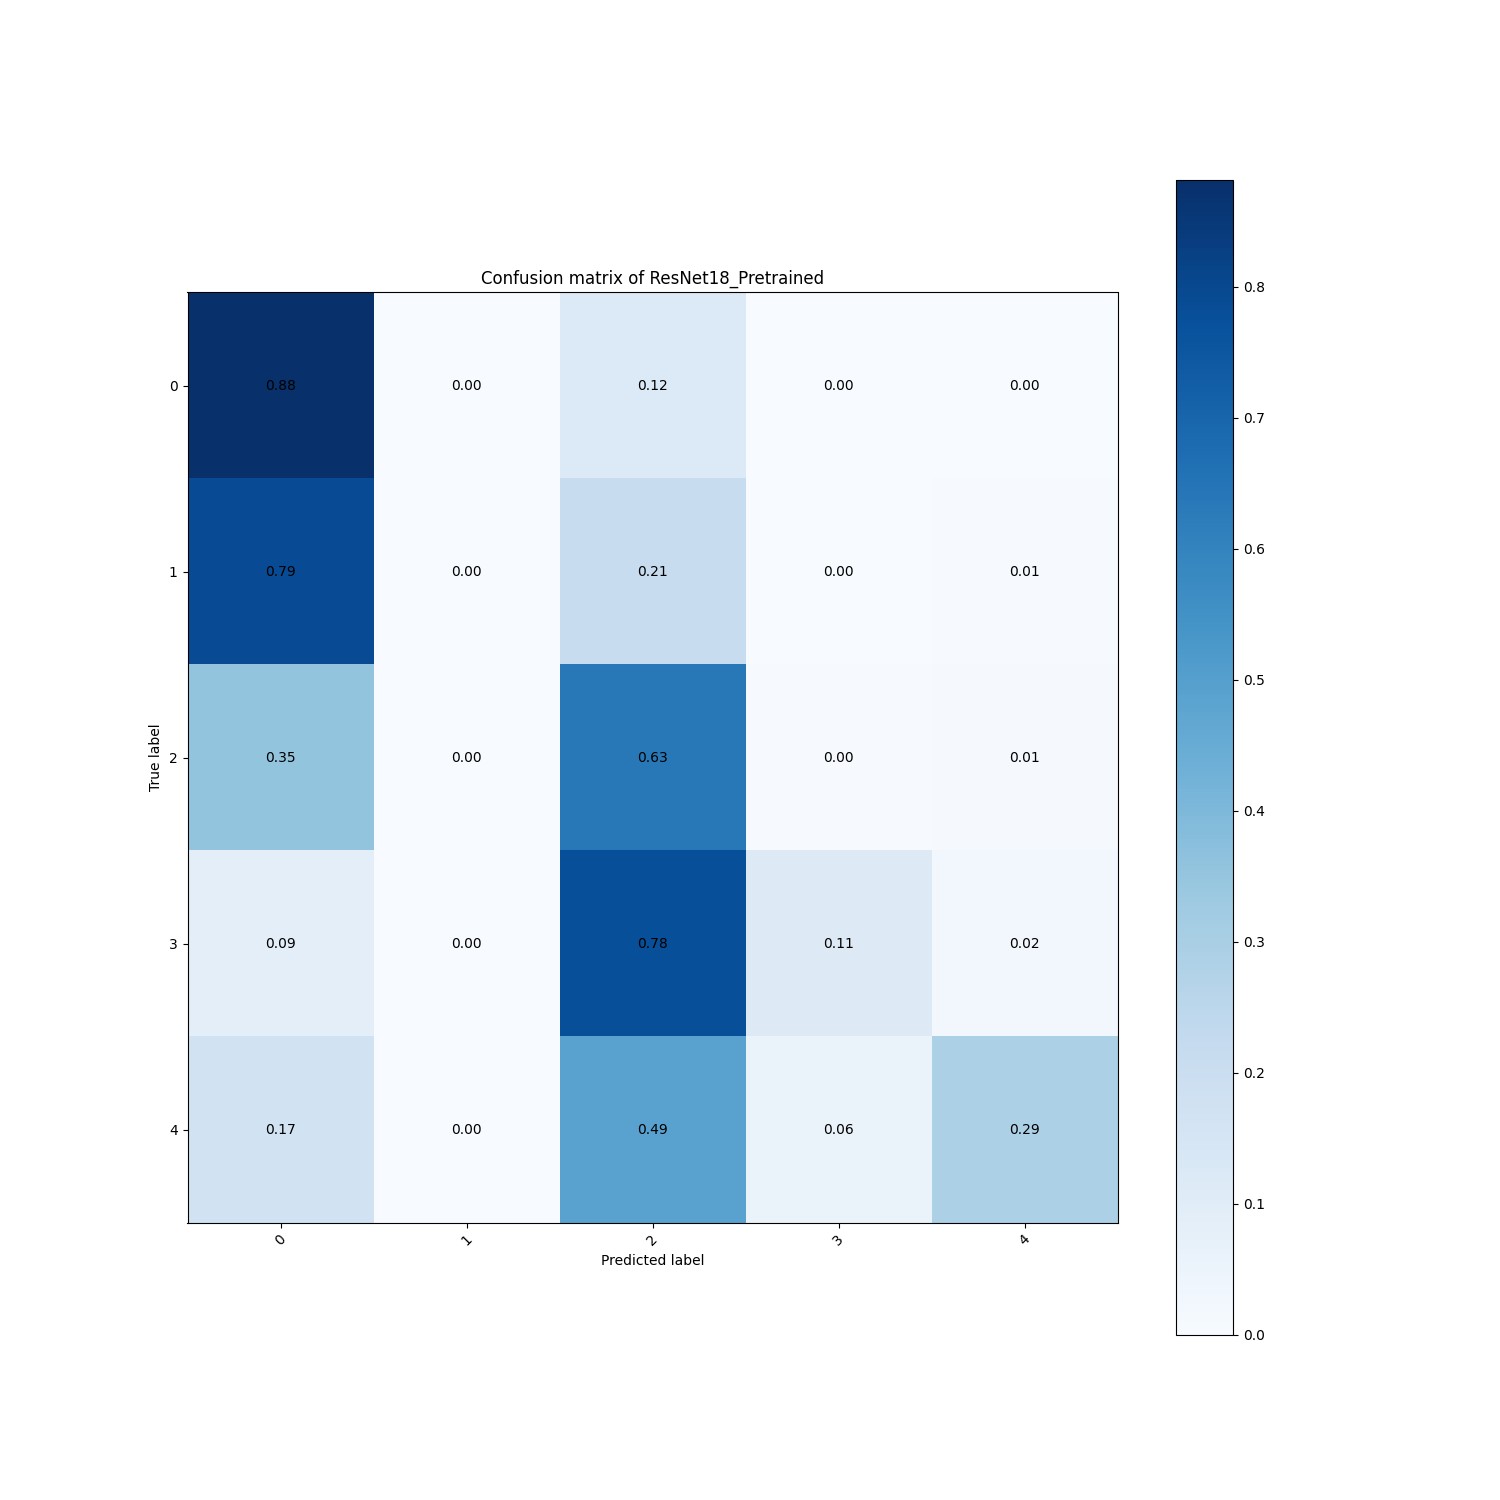 Confusion matrix of ResNet18_Pretrained
0 0.88 0.00 0.12 0.00 0.00
1 0.79 0.00 0.21 0.00 0.01
2 0.35 0.00 0.63 0.00 0.01
3 0.09 0.00 0.78 0.11 0.02
4 0.17 0.00 0.49 0.06 0.29
True label
0 1 2 3 4
Predicted label
0.8
0.7
0.6
0.5
0.4
0.3
0.2
0.1
0.0